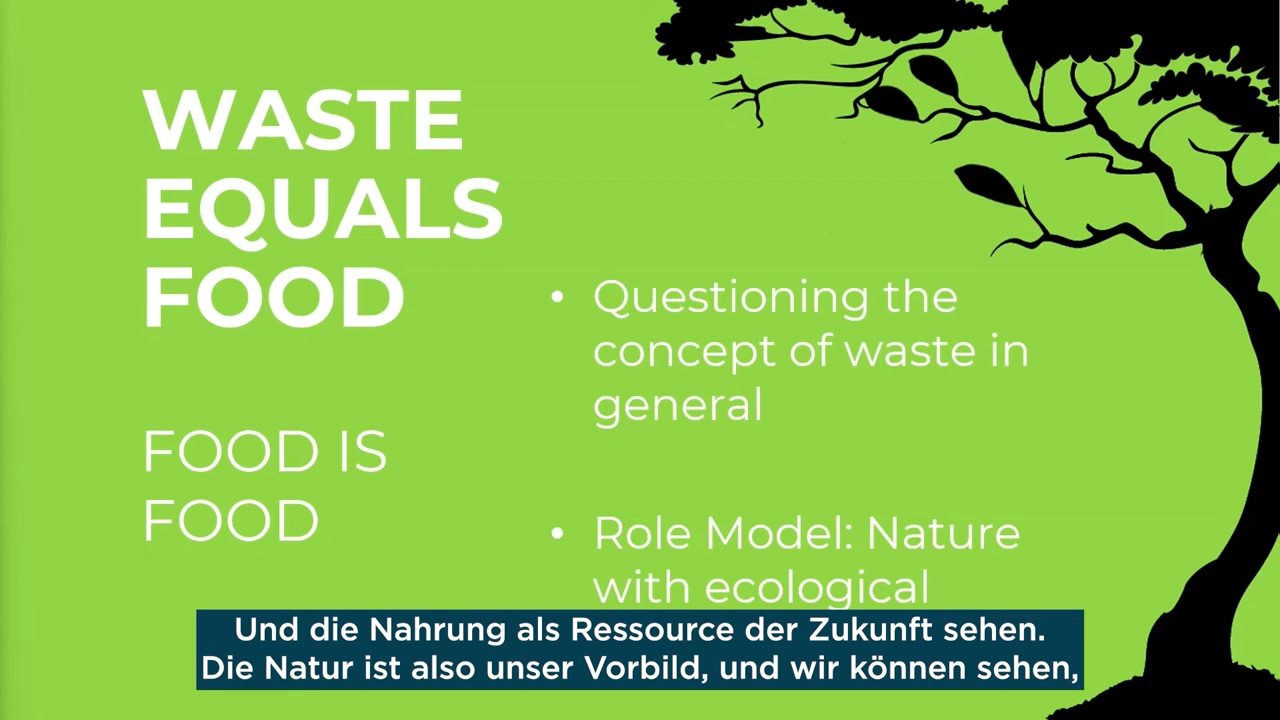 WASTE
EQUALS
FOOD
FOOD IS
FOOD
• Questioning the
concept of waste in
general
• Role Model: Nature
with ecological
Und die Nahrung als Ressource der Zukunft sehen.
Die Natur ist also unser Vorbild, und wir können sehen,